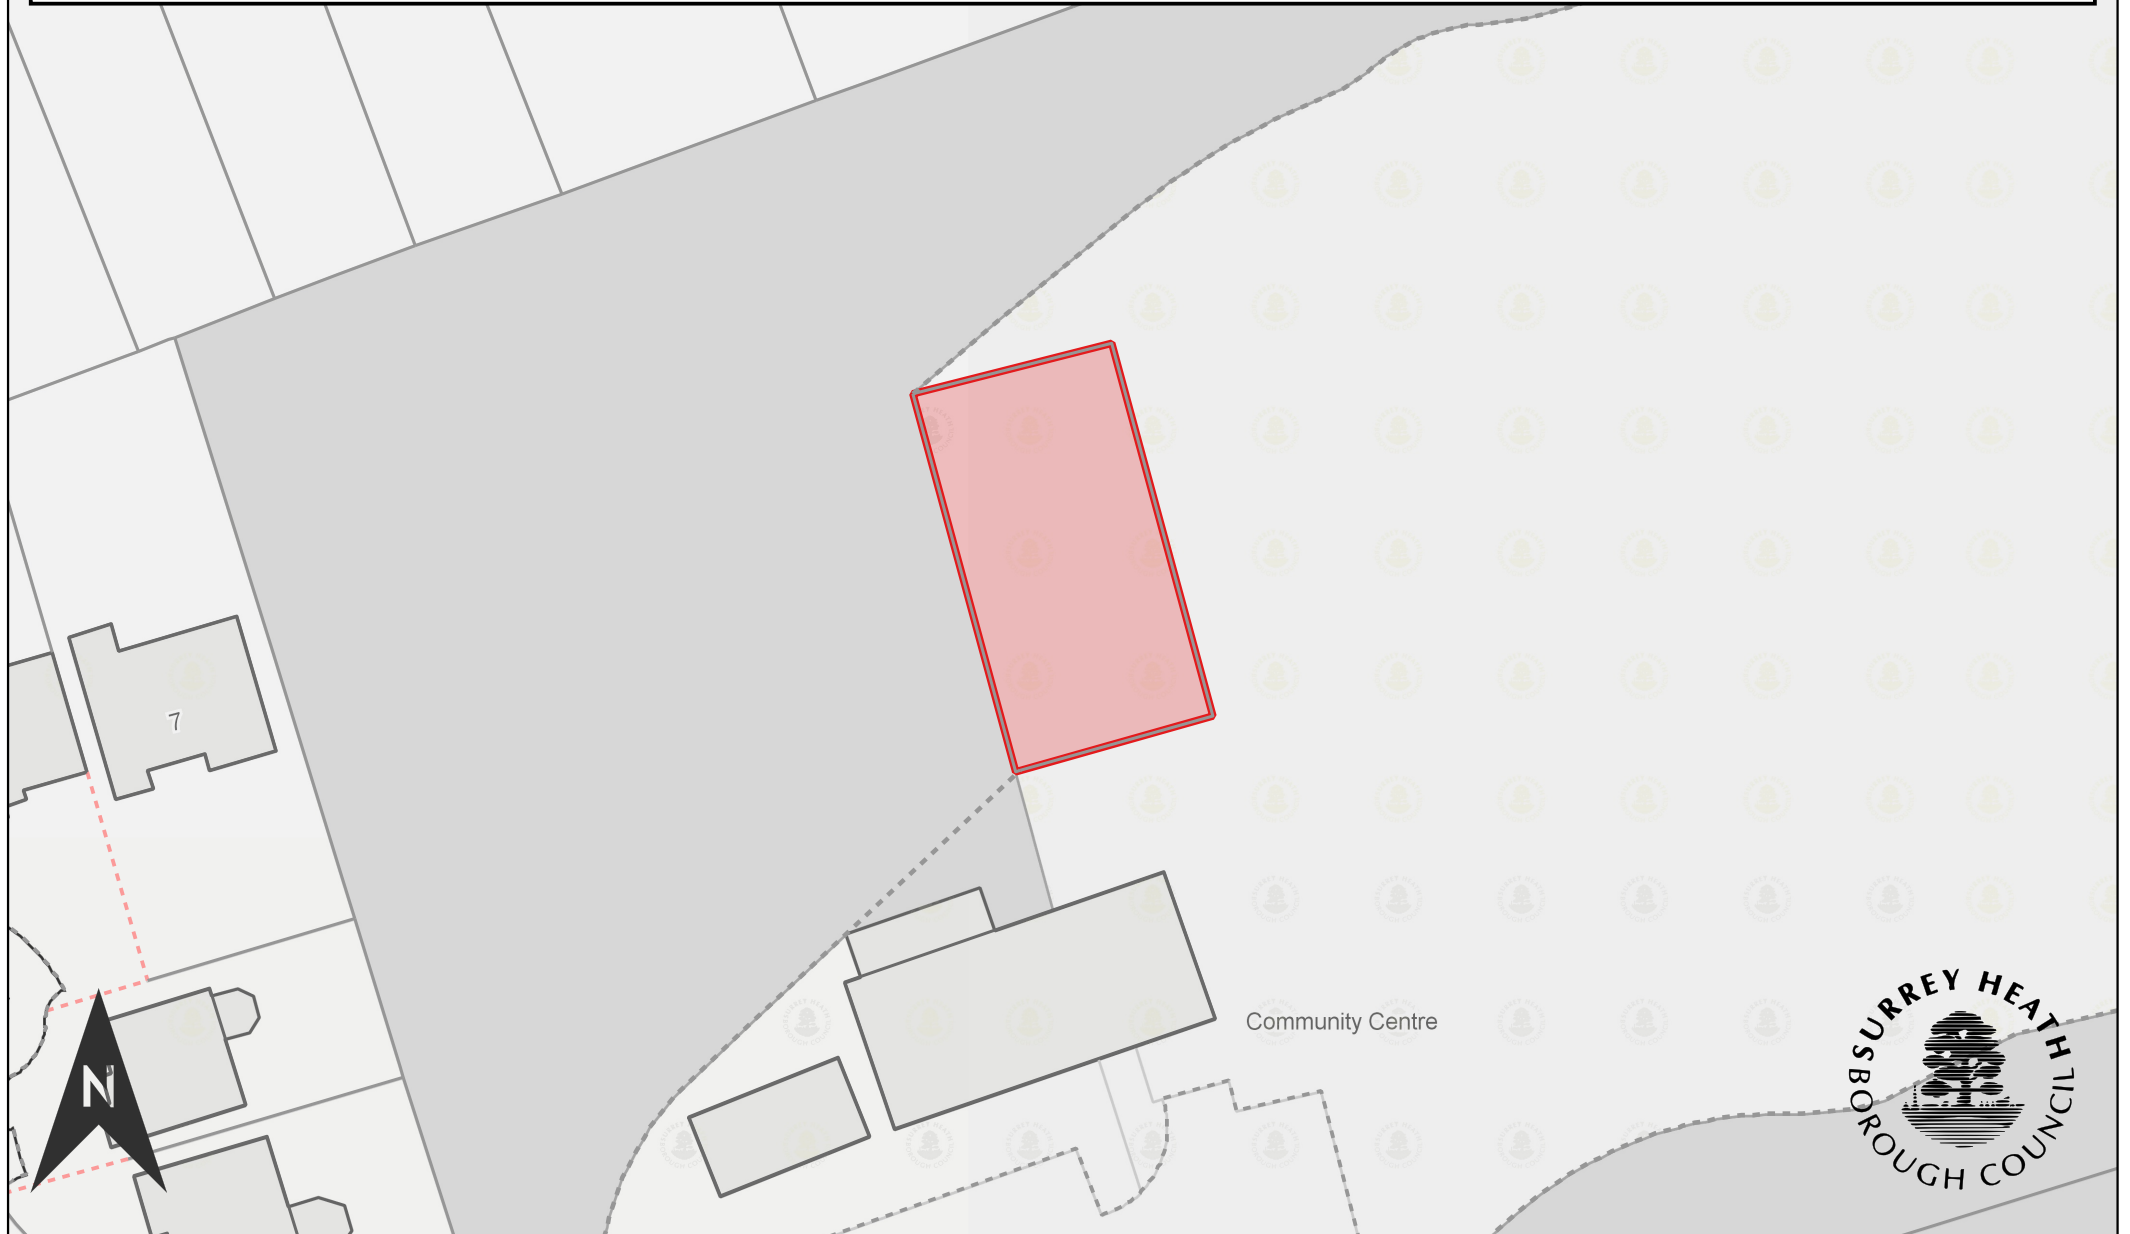 7
Community Centre
N
SURREY HEATH
BOROUGH COUNCIL